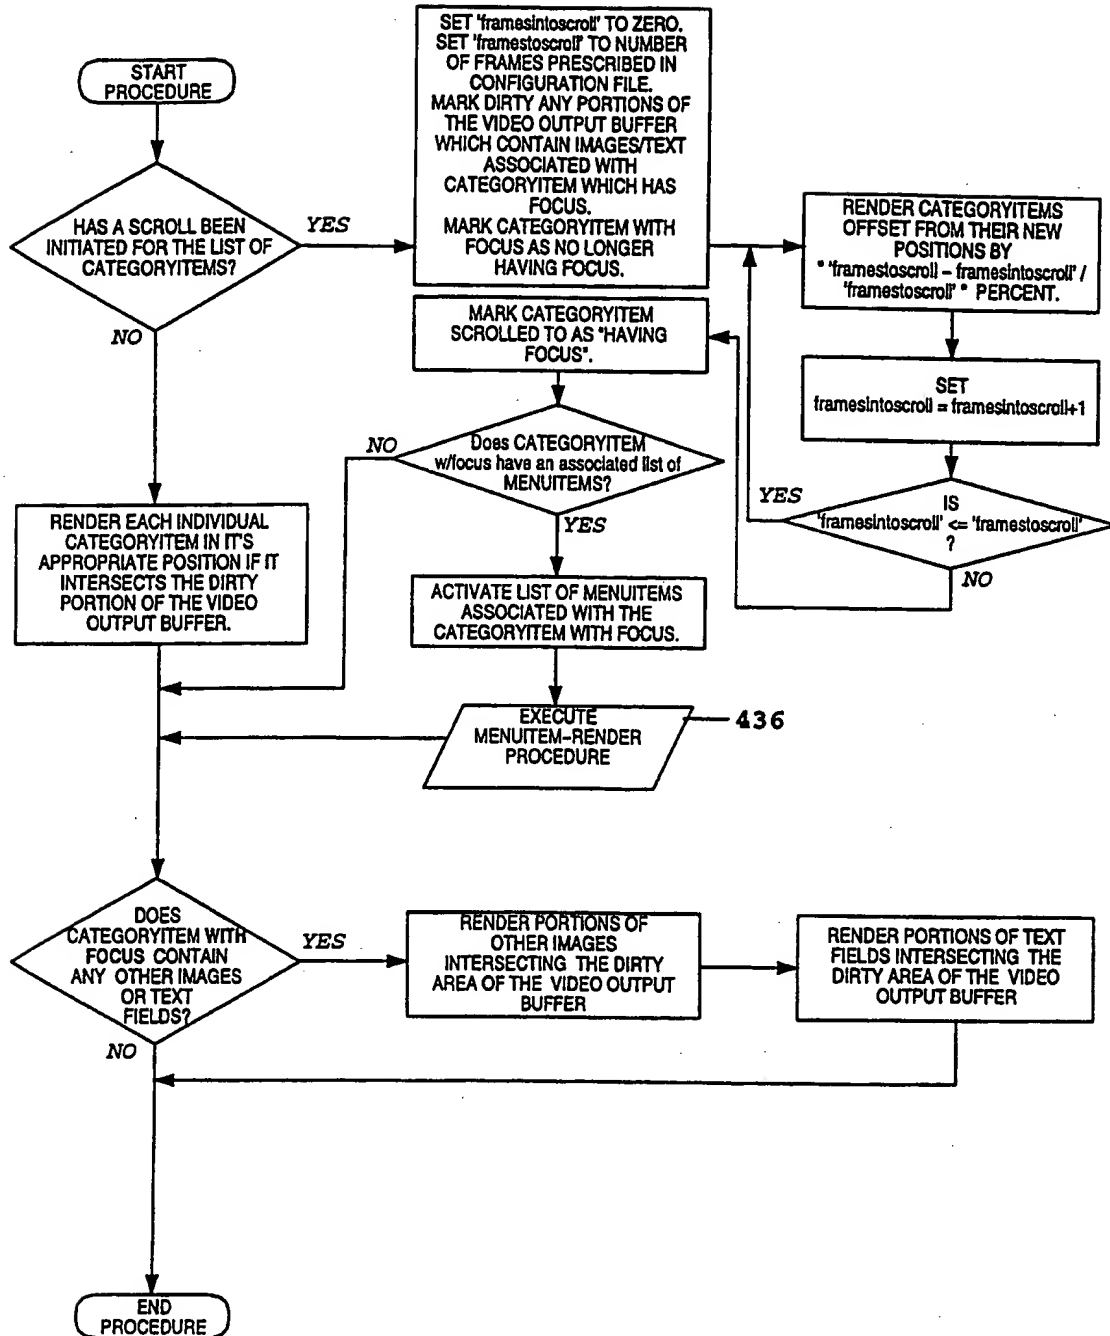 START
PROCEDURE
HAS A SCROLL BEEN
INITIATED FOR THE LIST OF
CATEGORYITEMS?
YES
NO
SET 'framesintoscroll' TO ZERO.
SET 'framestoscroll' TO NUMBER
OF FRAMES PRESCRIBED IN
CONFIGURATION FILE.
MARK DIRTY ANY PORTIONS OF
THE VIDEO OUTPUT BUFFER
WHICH CONTAIN IMAGES/TEXT
ASSOCIATED WITH
CATEGORYITEM WHICH HAS
FOCUS.
MARK CATEGORYITEM WITH
FOCUS AS NO LONGER
HAVING FOCUS.
RENDER CATEGORYITEMS
OFFSET FROM THEIR NEW
POSITIONS BY
" 'framestoscroll – framesintoscroll' /
'framestoscroll' " PERCENT.
SET
framesintoscroll = framesintoscroll+1
IS
'framesintoscroll' <= 'framestoscroll'
?
YES
NO
MARK CATEGORYITEM
SCROLLED TO AS "HAVING
FOCUS".
Does CATEGORYITEM
w/focus have an associated list of
MENUITEMS?
NO
YES
ACTIVATE LIST OF MENUITEMS
ASSOCIATED WITH THE
CATEGORYITEM WITH FOCUS.
EXECUTE
MENUITEM–RENDER
PROCEDURE
436
RENDER EACH INDIVIDUAL
CATEGORYITEM IN IT'S
APPROPRIATE POSITION IF IT
INTERSECTS THE DIRTY
PORTION OF THE VIDEO
OUTPUT BUFFER.
DOES
CATEGORYITEM WITH
FOCUS CONTAIN
ANY OTHER IMAGES
OR TEXT
FIELDS?
YES
NO
RENDER PORTIONS OF
OTHER IMAGES
INTERSECTING THE DIRTY
AREA OF THE VIDEO OUTPUT
BUFFER
RENDER PORTIONS OF TEXT
FIELDS INTERSECTING THE
DIRTY AREA OF THE VIDEO
OUTPUT BUFFER
END
PROCEDURE